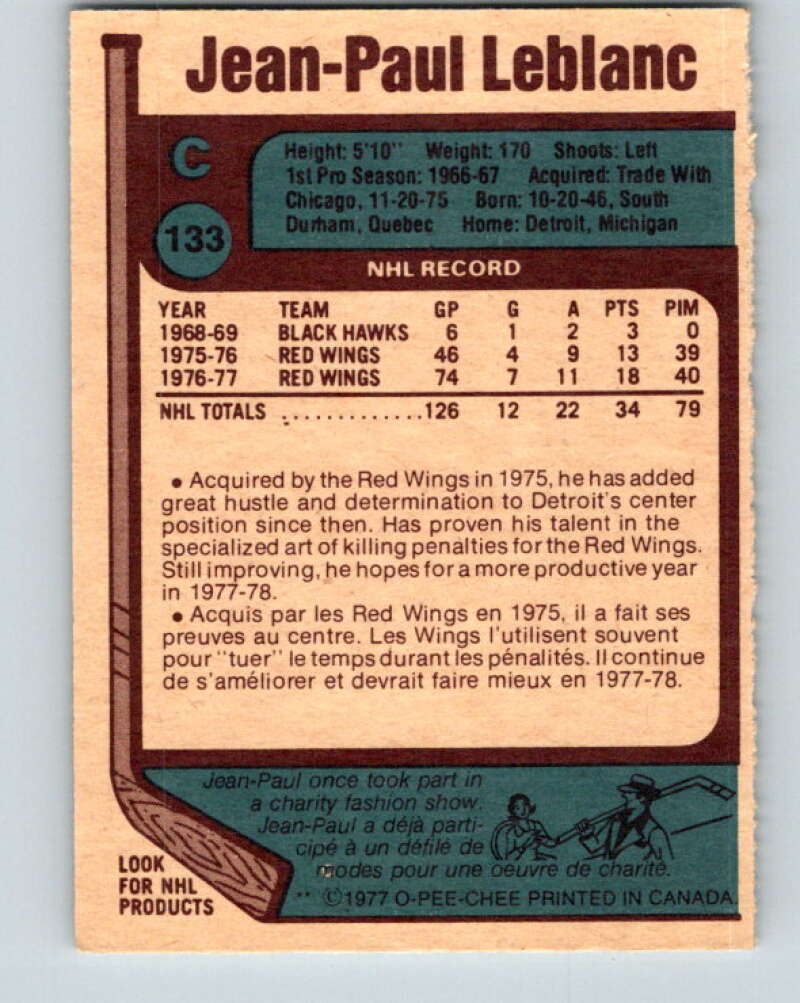 Jean-Paul Leblanc
C
133
Height: 5'10" Weight: 170 Shoots: Left
1st Pro Season: 1966-67 Acquired: Trade With
Chicago, 11-20-75 Born: 10-20-46, South
Durham, Quebec Home: Detroit, Michigan
NHL RECORD
YEAR TEAM GP G A PTS PIM
1968-69 BLACK HAWKS 6 1 2 3 0
1975-76 RED WINGS 46 4 9 13 39
1976-77 RED WINGS 74 7 11 18 40
NHL TOTALS .............126 12 22 34 79
• Acquired by the Red Wings in 1975, he has added
great hustle and determination to Detroit's center
position since then. Has proven his talent in the
specialized art of killing penalties for the Red Wings.
Still improving, he hopes for a more productive year
in 1977-78.
• Acquis par les Red Wings en 1975, il a fait ses
preuves au centre. Les Wings l'utilisent souvent
pour "tuer" le temps durant les pénalités. Il continue
de s'améliorer et devrait faire mieux en 1977-78.
Jean-Paul once took part in
a charity fashion show.
Jean-Paul a déjà parti-
cipé à un défilé de
modes pour une oeuvre de charité.
LOOK
FOR NHL
PRODUCTS
** ©1977 O-PEE-CHEE PRINTED IN CANADA.